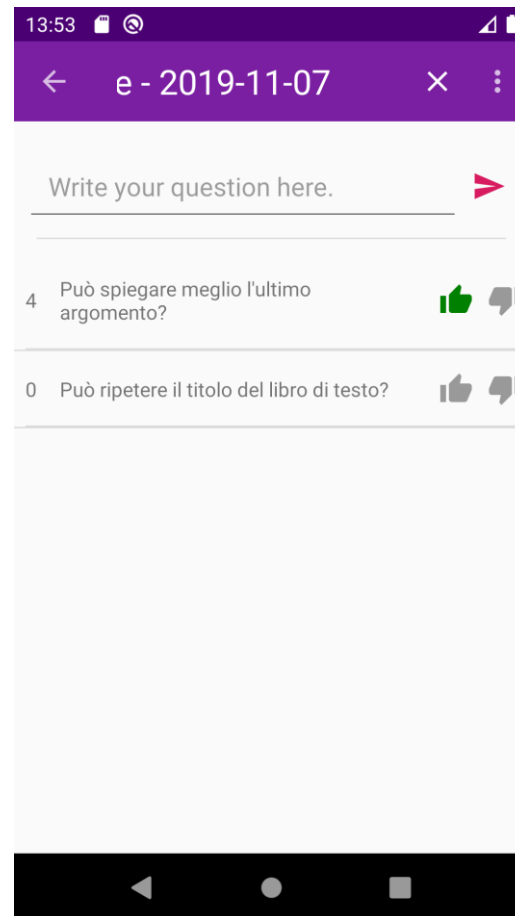 13:53
e - 2019-11-07
Write your question here.
4 Può spiegare meglio l'ultimo
argomento?
0 Può ripetere il titolo del libro di testo?